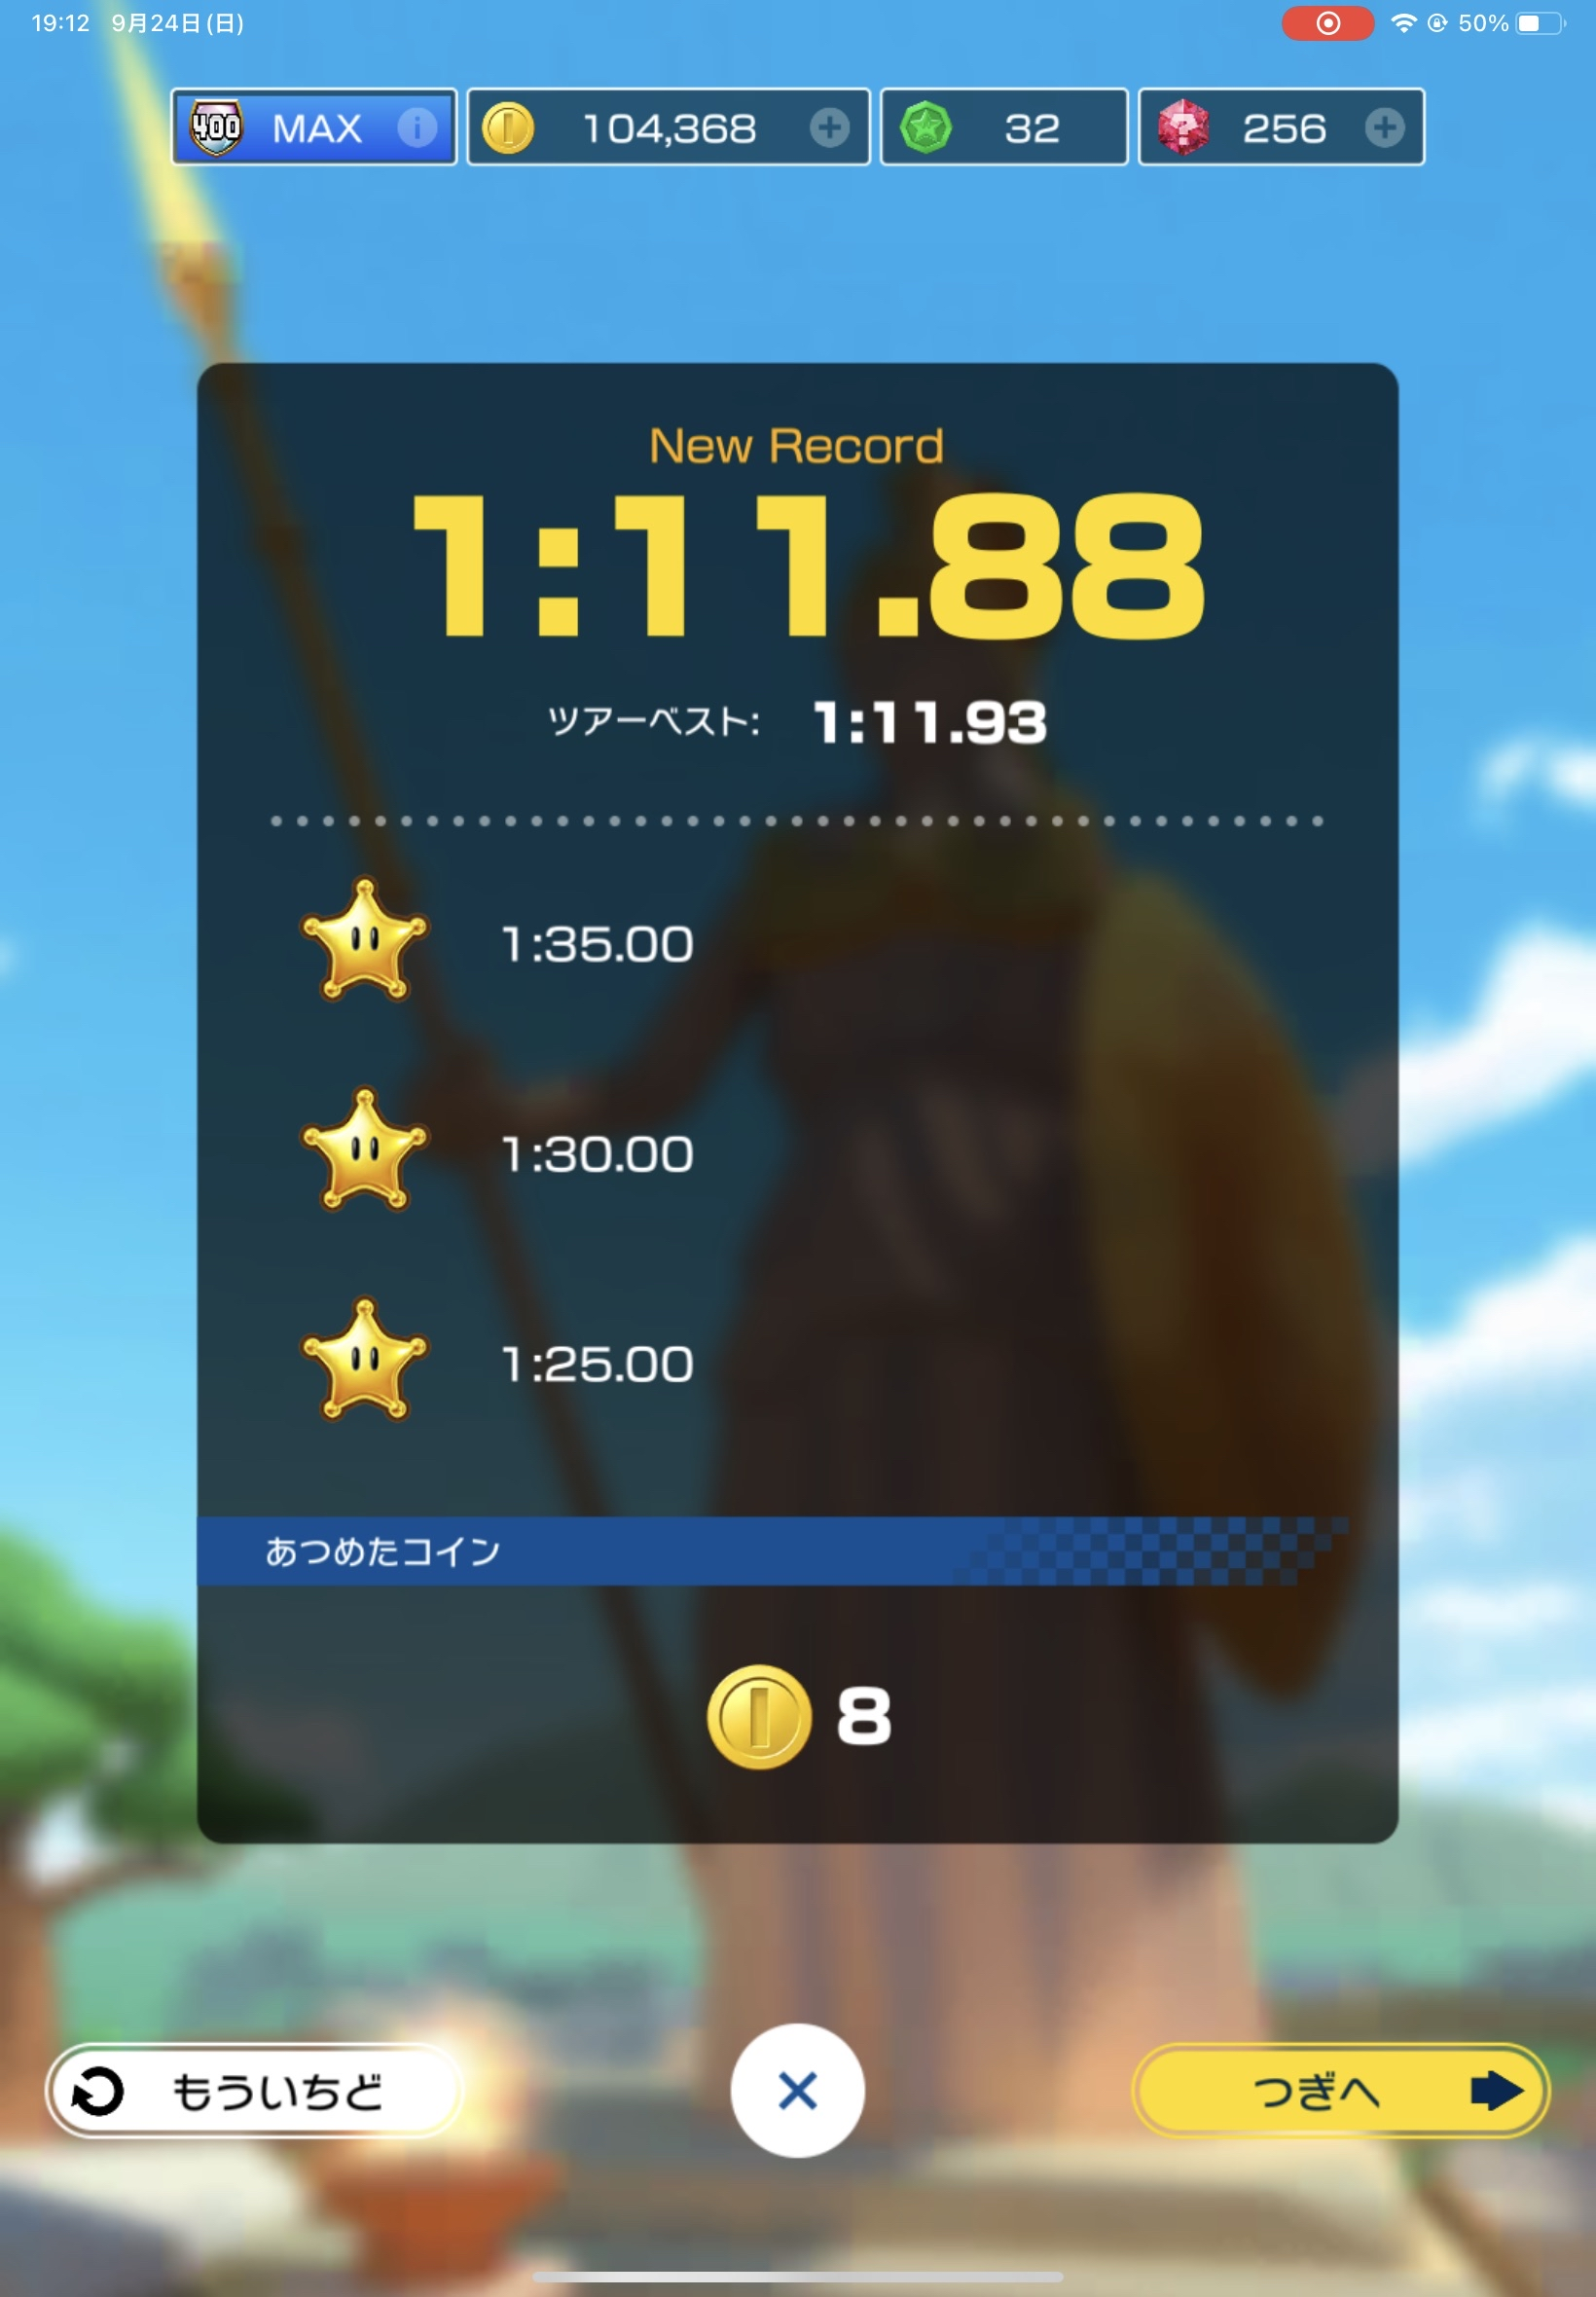 19:12 9月24日(日) 50%
400 MAX i 104,368 + 32 ? 256 +
New Record
1:11.88
ツアーベスト: 1:11.93
1:35.00
1:30.00
1:25.00
あつめたコイン
8
もういちど × つぎへ